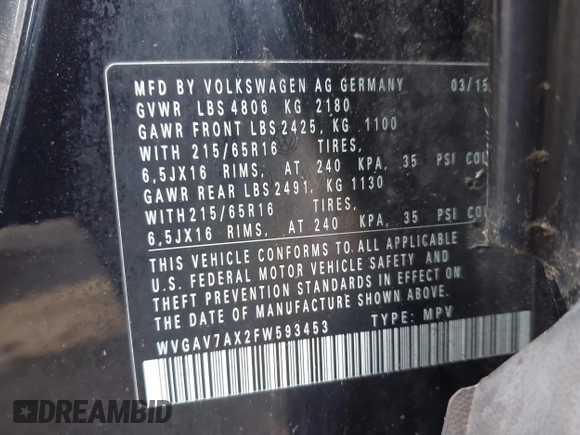 MFD BY VOLKSWAGEN AG GERMANY 03/15
GVWR LBS 4806 KG 2180
GAWR FRONT LBS 2425, KG 1100
WITH 215/65R16 TIRES,
6,5JX16 RIMS, AT 240 KPA, 35 PSI
GAWR REAR LBS 2491, KG 1130
WITH 215/65R16 TIRES,
6,5JX16 RIMS, AT 240 KPA, 35 PSI
THIS VEHICLE CONFORMS TO ALL APPLICABLE
U.S. FEDERAL MOTOR VEHICLE SAFETY AND
THEFT PREVENTION STANDARDS IN EFFECT ON
THE DATE OF MANUFACTURE SHOWN ABOVE.
WVGAV7AX2FW593453 TYPE: MPV
DREAMBID